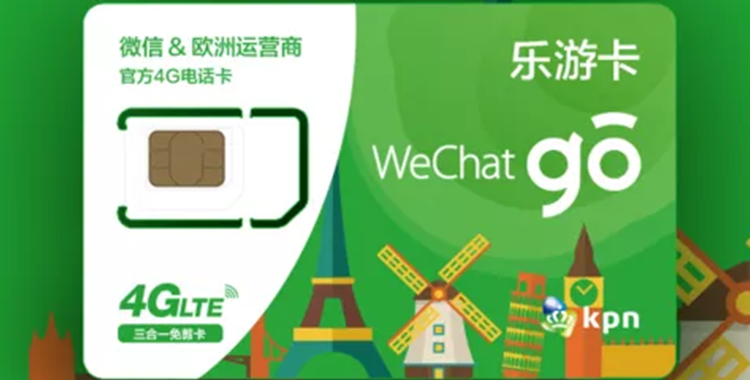 微信 & 欧洲运营商
官方4G电话卡
乐游卡
WeChat gō
4GLTE
三合一免剪卡
kpn